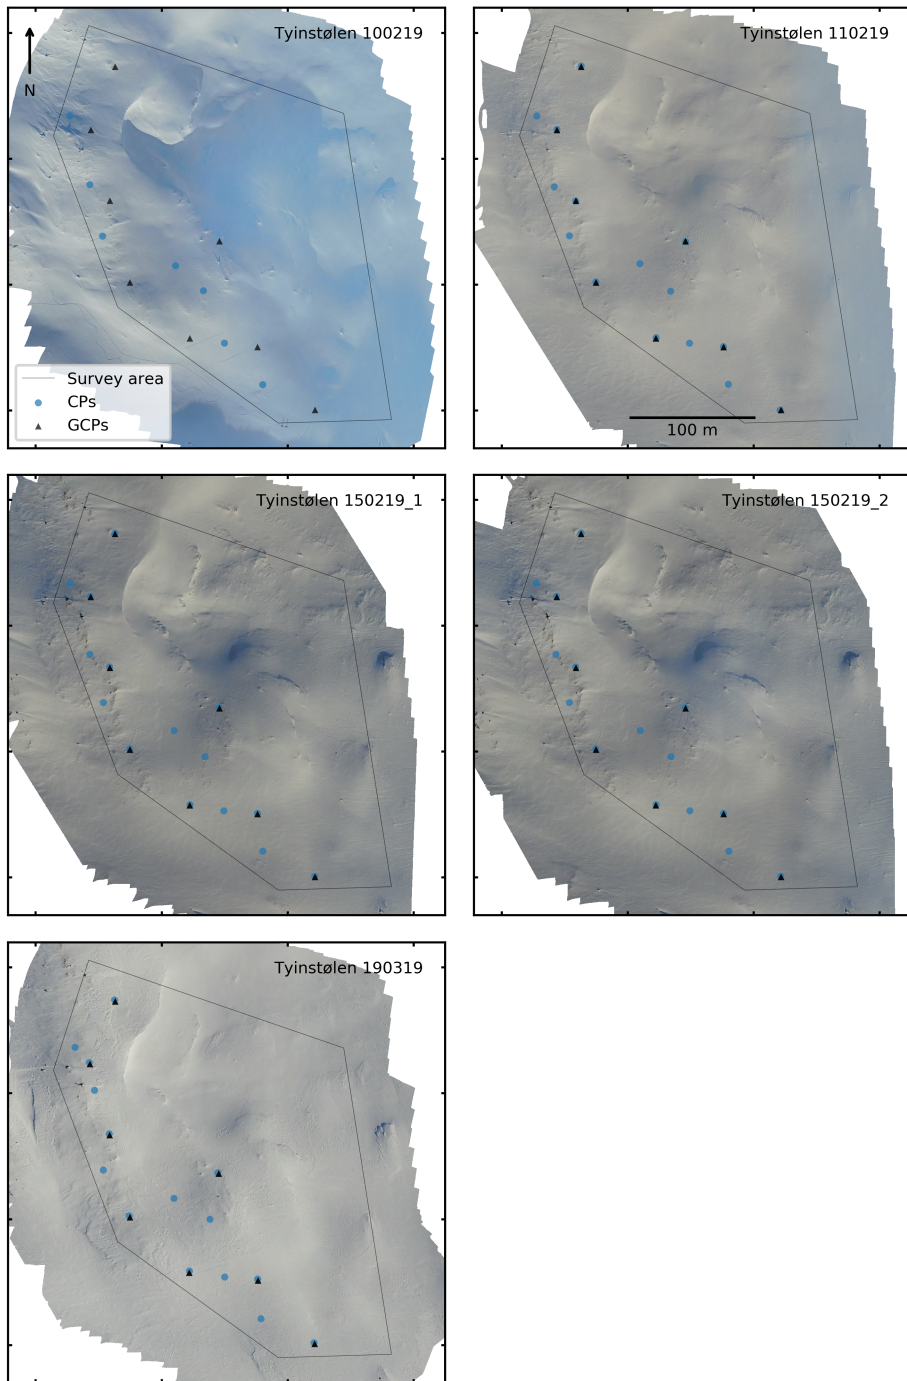 Tyinstølen 100219
N
Survey area
CPs
GCPs
Tyinstølen 110219
100 m
Tyinstølen 150219_1
Tyinstølen 150219_2
Tyinstølen 190319